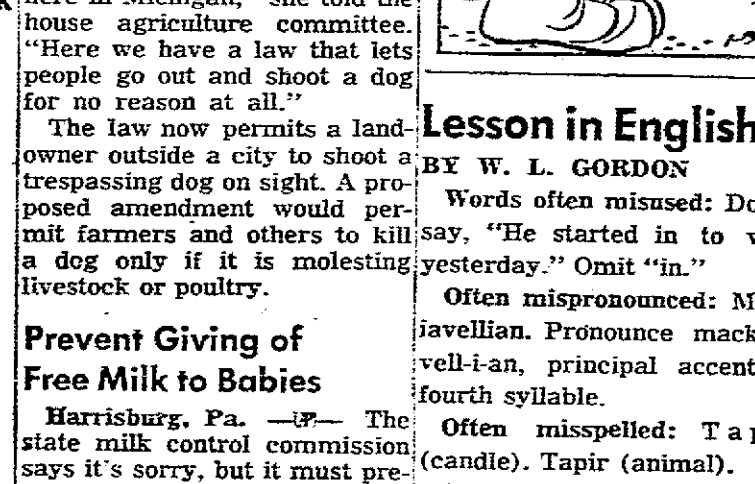 here in Michigan," she told the
house agriculture committee.
"Here we have a law that lets
people go out and shoot a dog
for no reason at all."
The law now permits a land-
owner outside a city to shoot a
trespassing dog on sight. A pro-
posed amendment would per-
mit farmers and others to kill
a dog only if it is molesting
livestock or poultry.
Prevent Giving of
Free Milk to Babies
Harrisburg, Pa. —UP— The
state milk control commission
says it's sorry, but it must pre-
Lesson in English
BY W. L. GORDON
Words often misused: Do
say, "He started in to w
yesterday." Omit "in."
Often mispronounced: M
iavellian. Pronounce mack
vell-i-an, principal accent
fourth syllable.
Often misspelled: Tap
(candle). Tapir (animal).